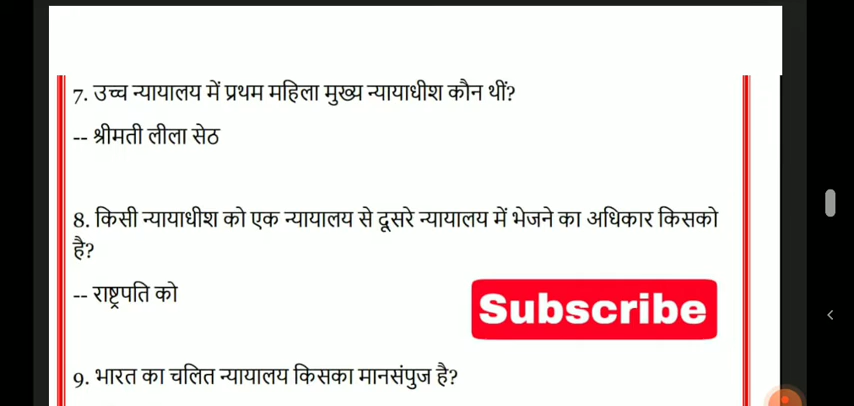 7. उच्च न्यायालय में प्रथम महिला मुख्य न्यायाधीश कौन थीं?
-- श्रीमती लीला सेठ
8. किसी न्यायाधीश को एक न्यायालय से दूसरे न्यायालय में भेजने का अधिकार किसको
है?
-- राष्ट्रपति को
Subscribe
9. भारत का चलित न्यायालय किसका मानसंपुज है?